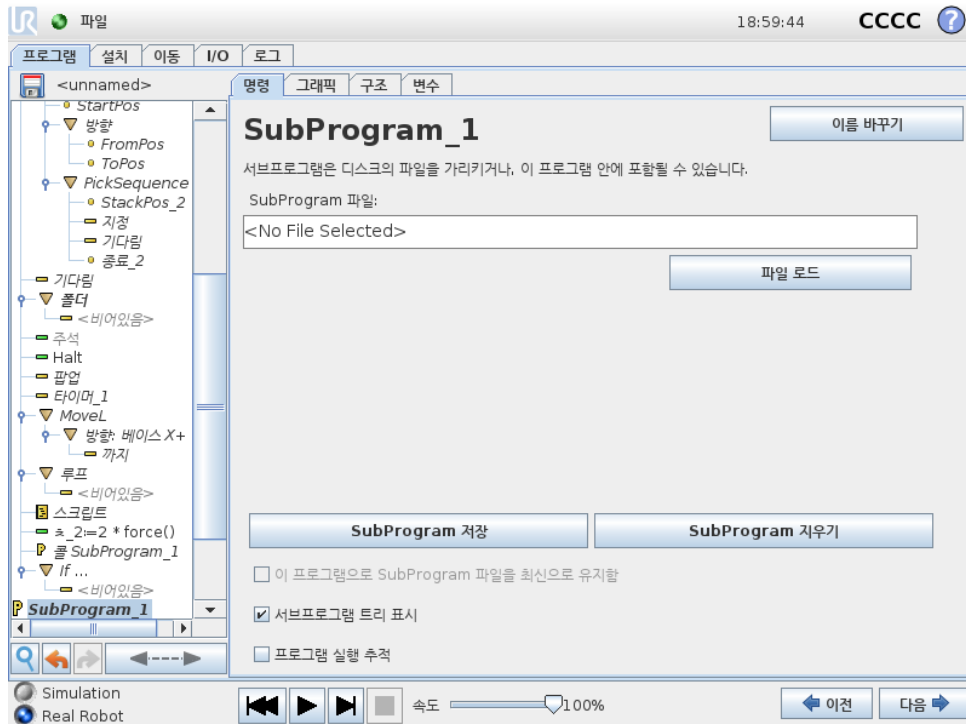 UR 파일 18:59:44 CCCC ?
프로그램 설치 이동 I/O 로그
<unnamed>
명령 그래픽 구조 변수
StartPos
방향
FromPos
ToPos
PickSequence
StackPos_2
지정
기다림
종료_2
기다림
폴더
<비어있음>
주석
Halt
팝업
타이머_1
MoveL
방향: 베이스 X+
까지
루프
<비어있음>
스크립트
ㅊ_2:=2 * force()
콜 SubProgram_1
If ...
<비어있음>
P SubProgram_1
SubProgram_1
이름 바꾸기
서브프로그램은 디스크의 파일을 가리키거나, 이 프로그램 안에 포함될 수 있습니다.
SubProgram 파일:
<No File Selected>
파일 로드
SubProgram 저장 SubProgram 지우기
이 프로그램으로 SubProgram 파일을 최신으로 유지함
서브프로그램 트리 표시
프로그램 실행 추적
Simulation
Real Robot
속도 100%
이전 다음